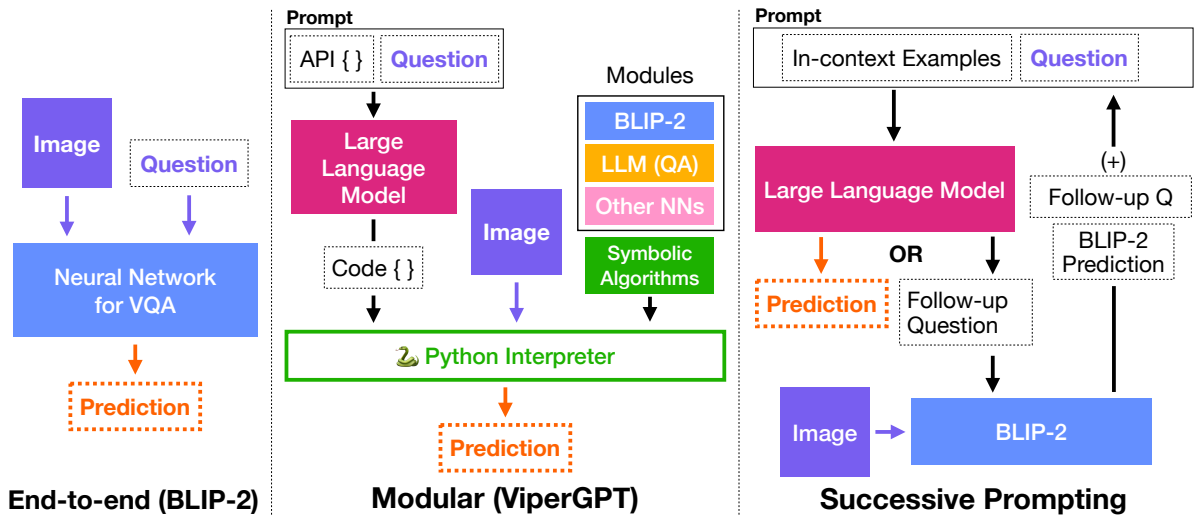 Image
Question
Neural Network
for VQA
Prediction
End-to-end (BLIP-2)
Prompt
API { }
Question
Large
Language
Model
Code { }
Image
Modules
BLIP-2
LLM (QA)
Other NNs
Symbolic
Algorithms
🐍 Python Interpreter
Prediction
Modular (ViperGPT)
Prompt
In-context Examples
Question
Large Language Model
(+)
Follow-up Q
BLIP-2
Prediction
OR
Prediction
Follow-up
Question
Image
BLIP-2
Successive Prompting